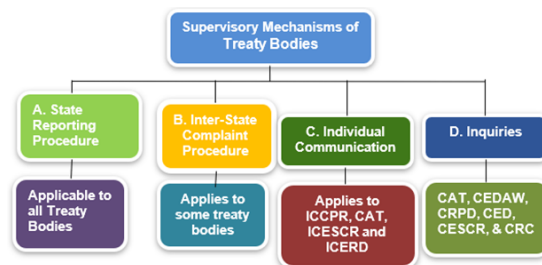 Supervisory Mechanisms of
Treaty Bodies
A. State
Reporting
Procedure
B. Inter-State
Complaint
Procedure
C. Individual
Communication
D. Inquiries
Applicable to
all Treaty
Bodies
Applies to
some treaty
bodies
Applies to
ICCPR, CAT,
ICESCR and
ICERD
CAT, CEDAW,
CRPD, CED,
CESCR, & CRC